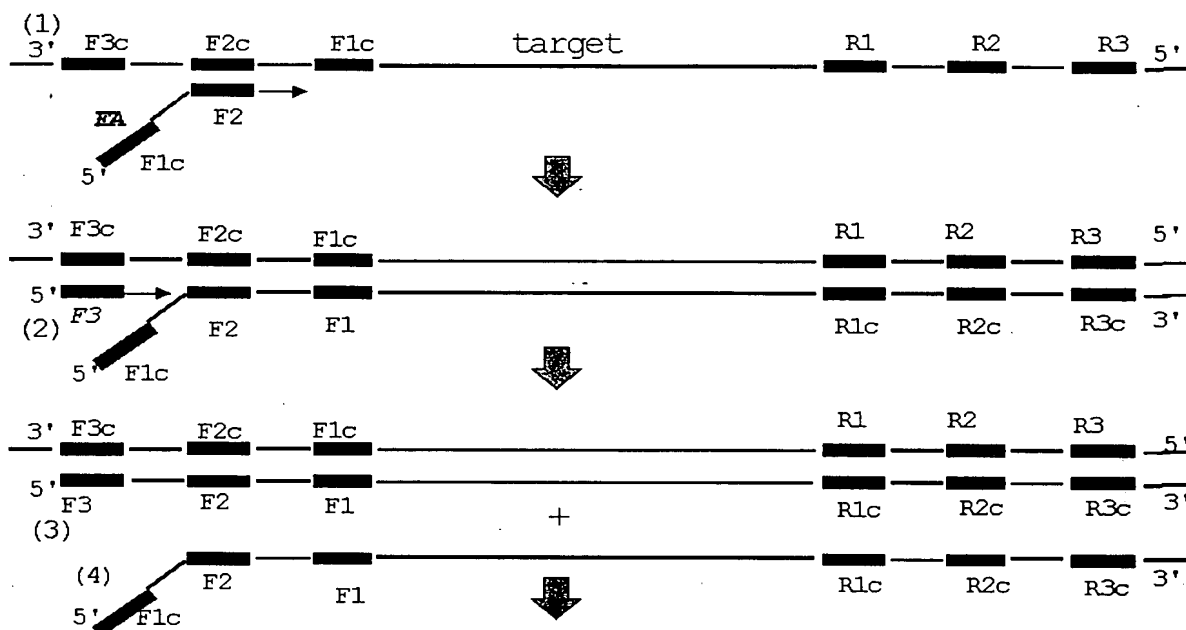 (1)
3' F3c F2c F1c target R1 R2 R3 5'
FA F2
F1c
5'
3' F3c F2c F1c R1 R2 R3 5'
5' F3 F2 F1 R1c R2c R3c 3'
(2)
5' F1c
3' F3c F2c F1c R1 R2 R3 5'
5' F3 F2 F1 + R1c R2c R3c 3'
(3)
(4) F2 F1 R1c R2c R3c 3'
5' F1c